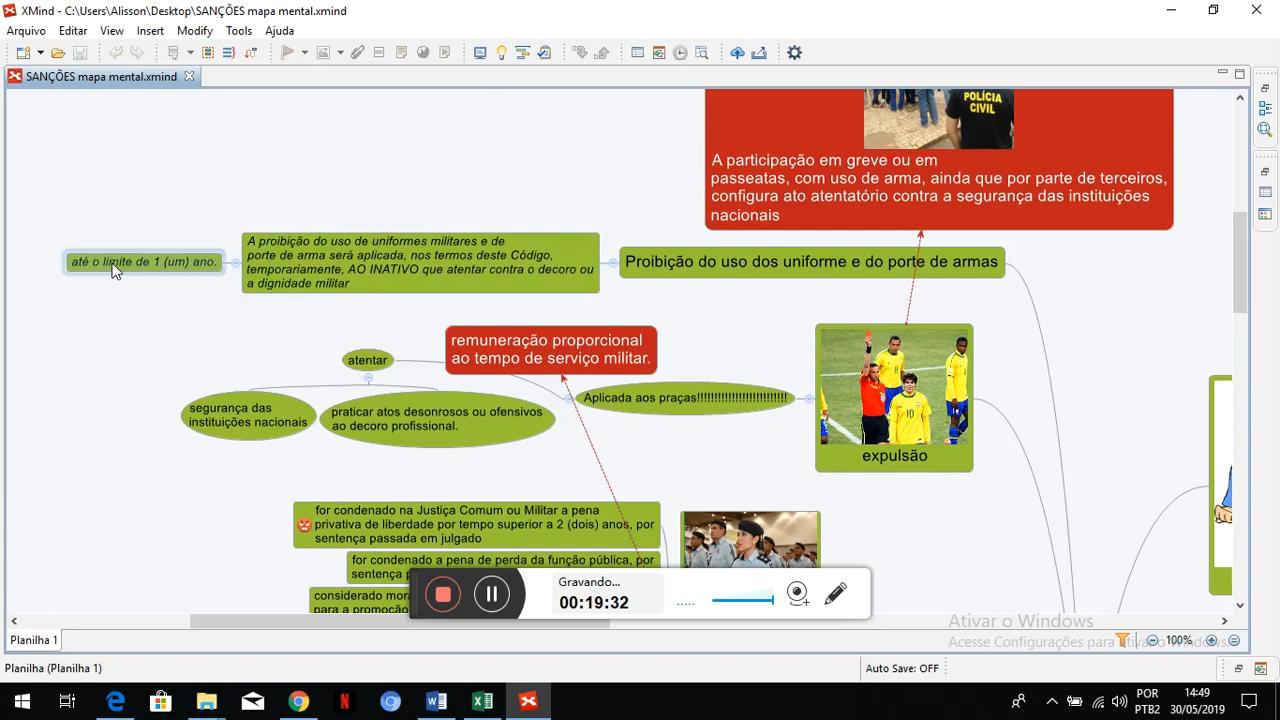 XMind - C:\Users\Alisson\Desktop\SANÇÕES mapa mental.xmind
Arquivo Editar View Insert Modify Tools Ajuda
SANÇÕES mapa mental.xmind
POLÍCIA
CIVIL
A participação em greve ou em
passeatas, com uso de arma, ainda que por parte de terceiros,
configura ato atentatório contra a segurança das instituições
nacionais
até o limite de 1 (um) ano.
A proibição do uso de uniformes militares e de
porte de arma será aplicada, nos termos deste Código,
temporariamente, AO INATIVO que atentar contra o decoro ou
a dignidade militar
Proibição do uso dos uniforme e do porte de armas
remuneração proporcional
ao tempo de serviço militar.
atentar
segurança das
instituições nacionais
praticar atos desonrosos ou ofensivos
ao decoro profissional.
Aplicada aos praças!!!!!!!!!!!!!!!!!!!!!!!!!!
10
expulsão
for condenado na Justiça Comum ou Militar a pena
privativa de liberdade por tempo superior a 2 (dois) anos, por
sentença passada em julgado
for condenado a pena de perda da função pública, por
sentença
considerado
para a promoção
Gravando...
00:19:32
Ativar o Windows
Acesse Configurações para ativar o Windows.
Planilha 1
100%
Planilha (Planilha 1)
Auto Save: OFF
POR
PTB2
14:49
30/05/2019